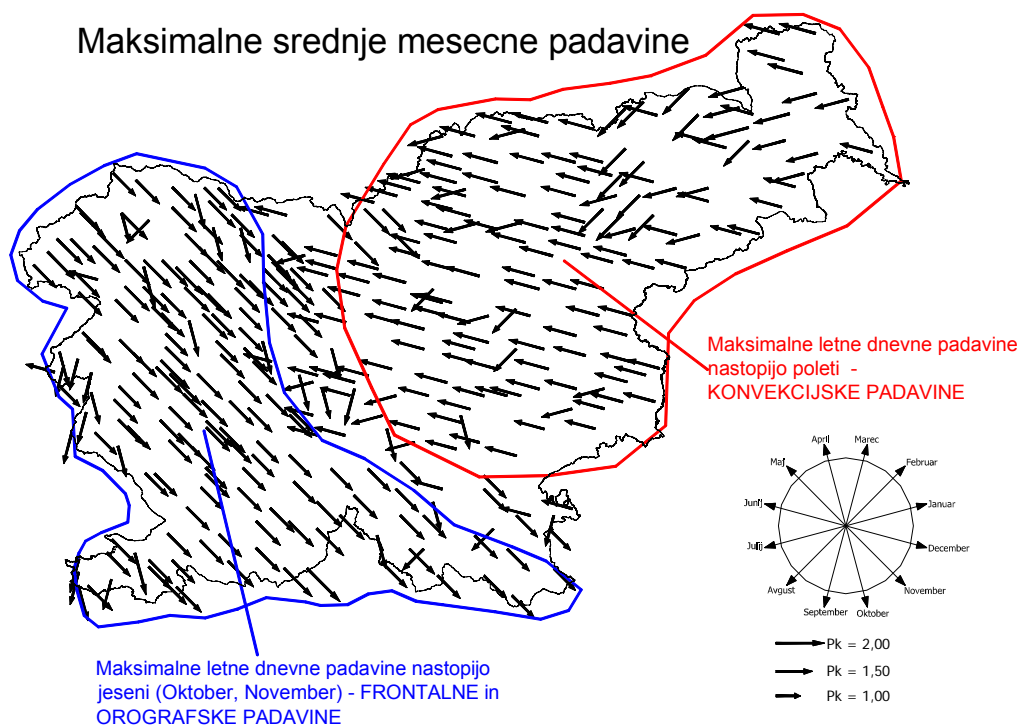 Maksimalne srednje mesecne padavine
Maksimalne letne dnevne padavine
nastopijo poleti -
KONVEKCIJSKE PADAVINE
April
Marec
Maj
Februar
Junij
Januar
Julij
December
Avgust
November
September
Oktober
Pk = 2,00
Pk = 1,50
Pk = 1,00
Maksimalne letne dnevne padavine nastopijo
jeseni (Oktober, November) - FRONTALNE in
OROGRAFSKE PADAVINE